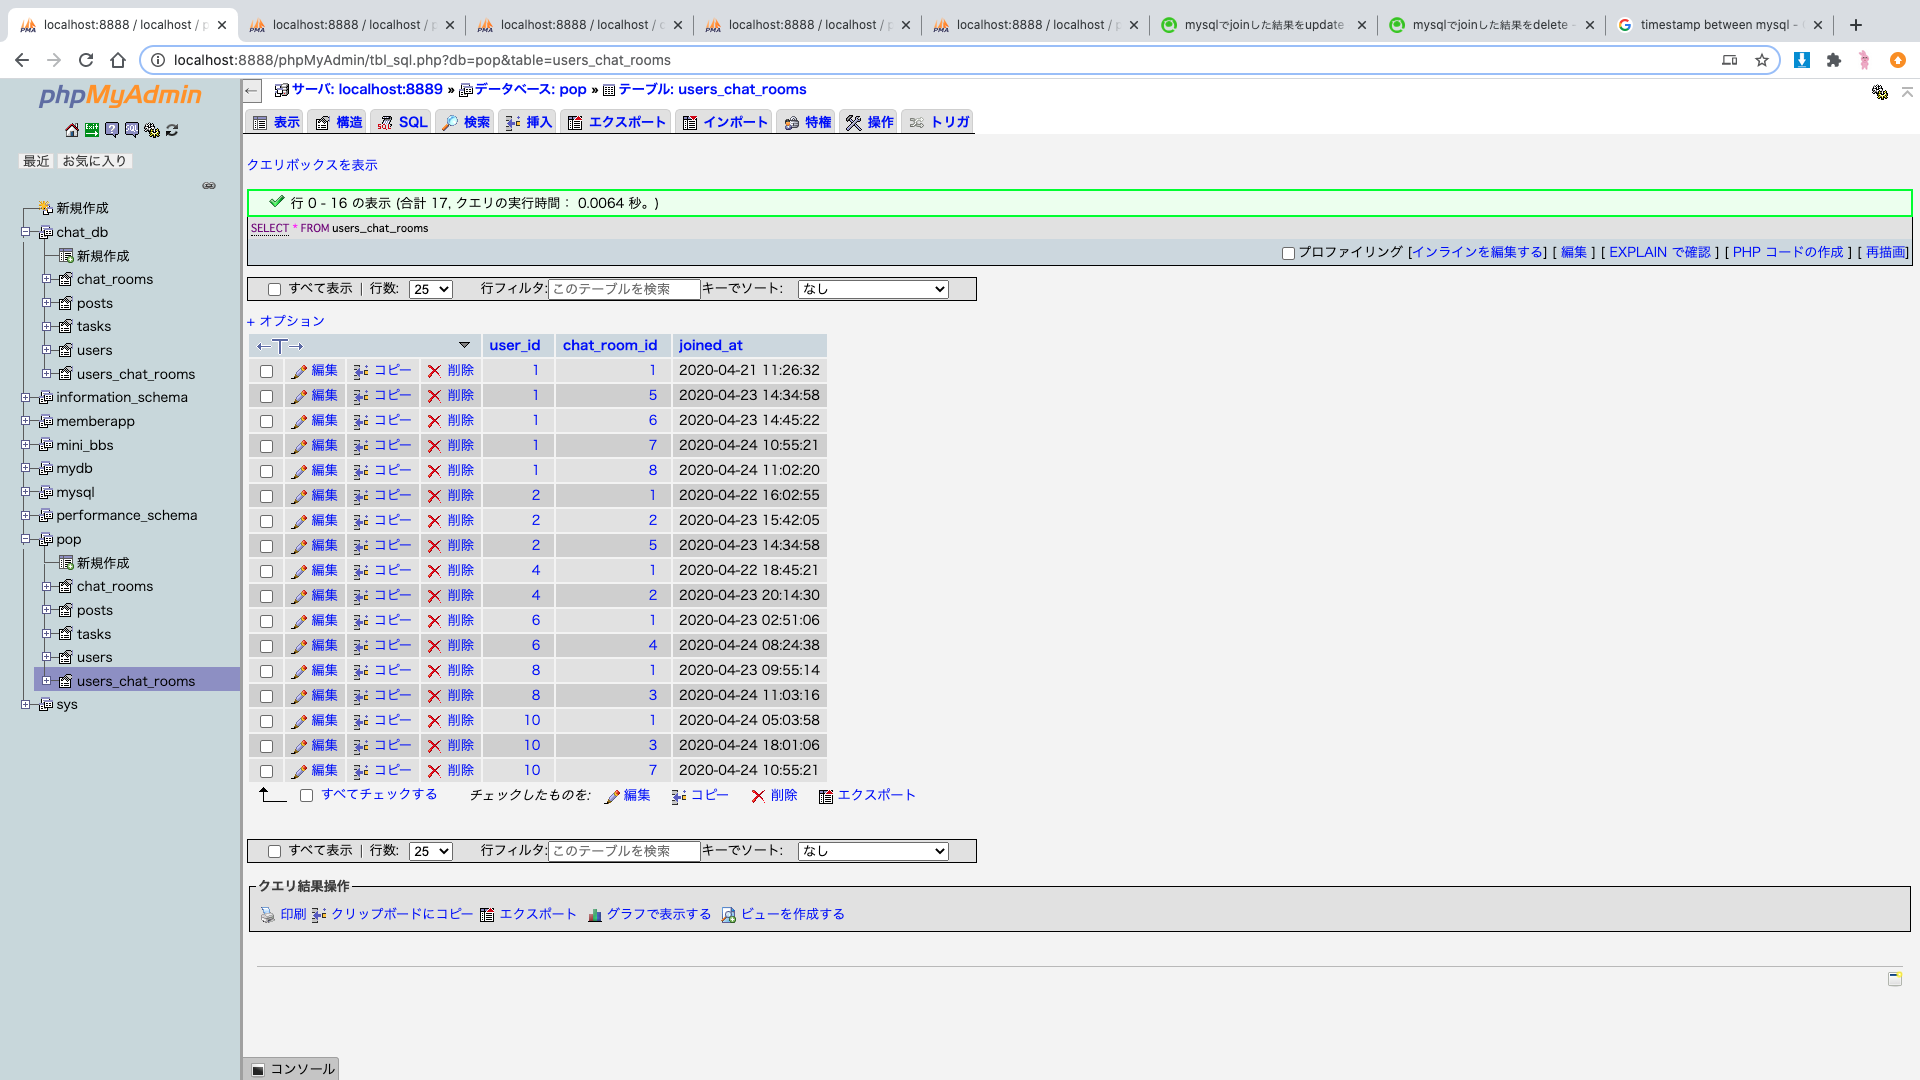 localhost:8888 / localhost / p
localhost:8888 / localhost / p
localhost:8888 / localhost / c
localhost:8888 / localhost / p
localhost:8888 / localhost / p
mysqlでjoinした結果をupdate
mysqlでjoinした結果をdelete -
timestamp between mysql -
localhost:8888/phpMyAdmin/tbl_sql.php?db=pop&table=users_chat_rooms
phpMyAdmin
最近 お気に入り
新規作成
chat_db
新規作成
chat_rooms
posts
tasks
users
users_chat_rooms
information_schema
memberapp
mini_bbs
mydb
mysql
performance_schema
pop
新規作成
chat_rooms
posts
tasks
users
users_chat_rooms
sys
サーバ: localhost:8889 » データベース: pop » テーブル: users_chat_rooms
表示 構造 SQL 検索 挿入 エクスポート インポート 特権 操作 トリガ
クエリボックスを表示
行 0 - 16 の表示 (合計 17, クエリの実行時間： 0.0064 秒。)
SELECT * FROM users_chat_rooms
プロファイリング [インラインを編集する] [ 編集 ] [ EXPLAIN で確認 ] [ PHP コードの作成 ] [ 再描画]
すべて表示 | 行数: 25 行フィルタ: このテーブルを検索 キーでソート: なし
+ オプション
←T→ user_id chat_room_id joined_at
編集 コピー 削除 1 1 2020-04-21 11:26:32
編集 コピー 削除 1 5 2020-04-23 14:34:58
編集 コピー 削除 1 6 2020-04-23 14:45:22
編集 コピー 削除 1 7 2020-04-24 10:55:21
編集 コピー 削除 1 8 2020-04-24 11:02:20
編集 コピー 削除 2 1 2020-04-22 16:02:55
編集 コピー 削除 2 2 2020-04-23 15:42:05
編集 コピー 削除 2 5 2020-04-23 14:34:58
編集 コピー 削除 4 1 2020-04-22 18:45:21
編集 コピー 削除 4 2 2020-04-23 20:14:30
編集 コピー 削除 6 1 2020-04-23 02:51:06
編集 コピー 削除 6 4 2020-04-24 08:24:38
編集 コピー 削除 8 1 2020-04-23 09:55:14
編集 コピー 削除 8 3 2020-04-24 11:03:16
編集 コピー 削除 10 1 2020-04-24 05:03:58
編集 コピー 削除 10 3 2020-04-24 18:01:06
編集 コピー 削除 10 7 2020-04-24 10:55:21
すべてチェックする チェックしたものを: 編集 コピー 削除 エクスポート
すべて表示 | 行数: 25 行フィルタ: このテーブルを検索 キーでソート: なし
クエリ結果操作
印刷 クリップボードにコピー エクスポート グラフで表示する ビューを作成する
コンソール